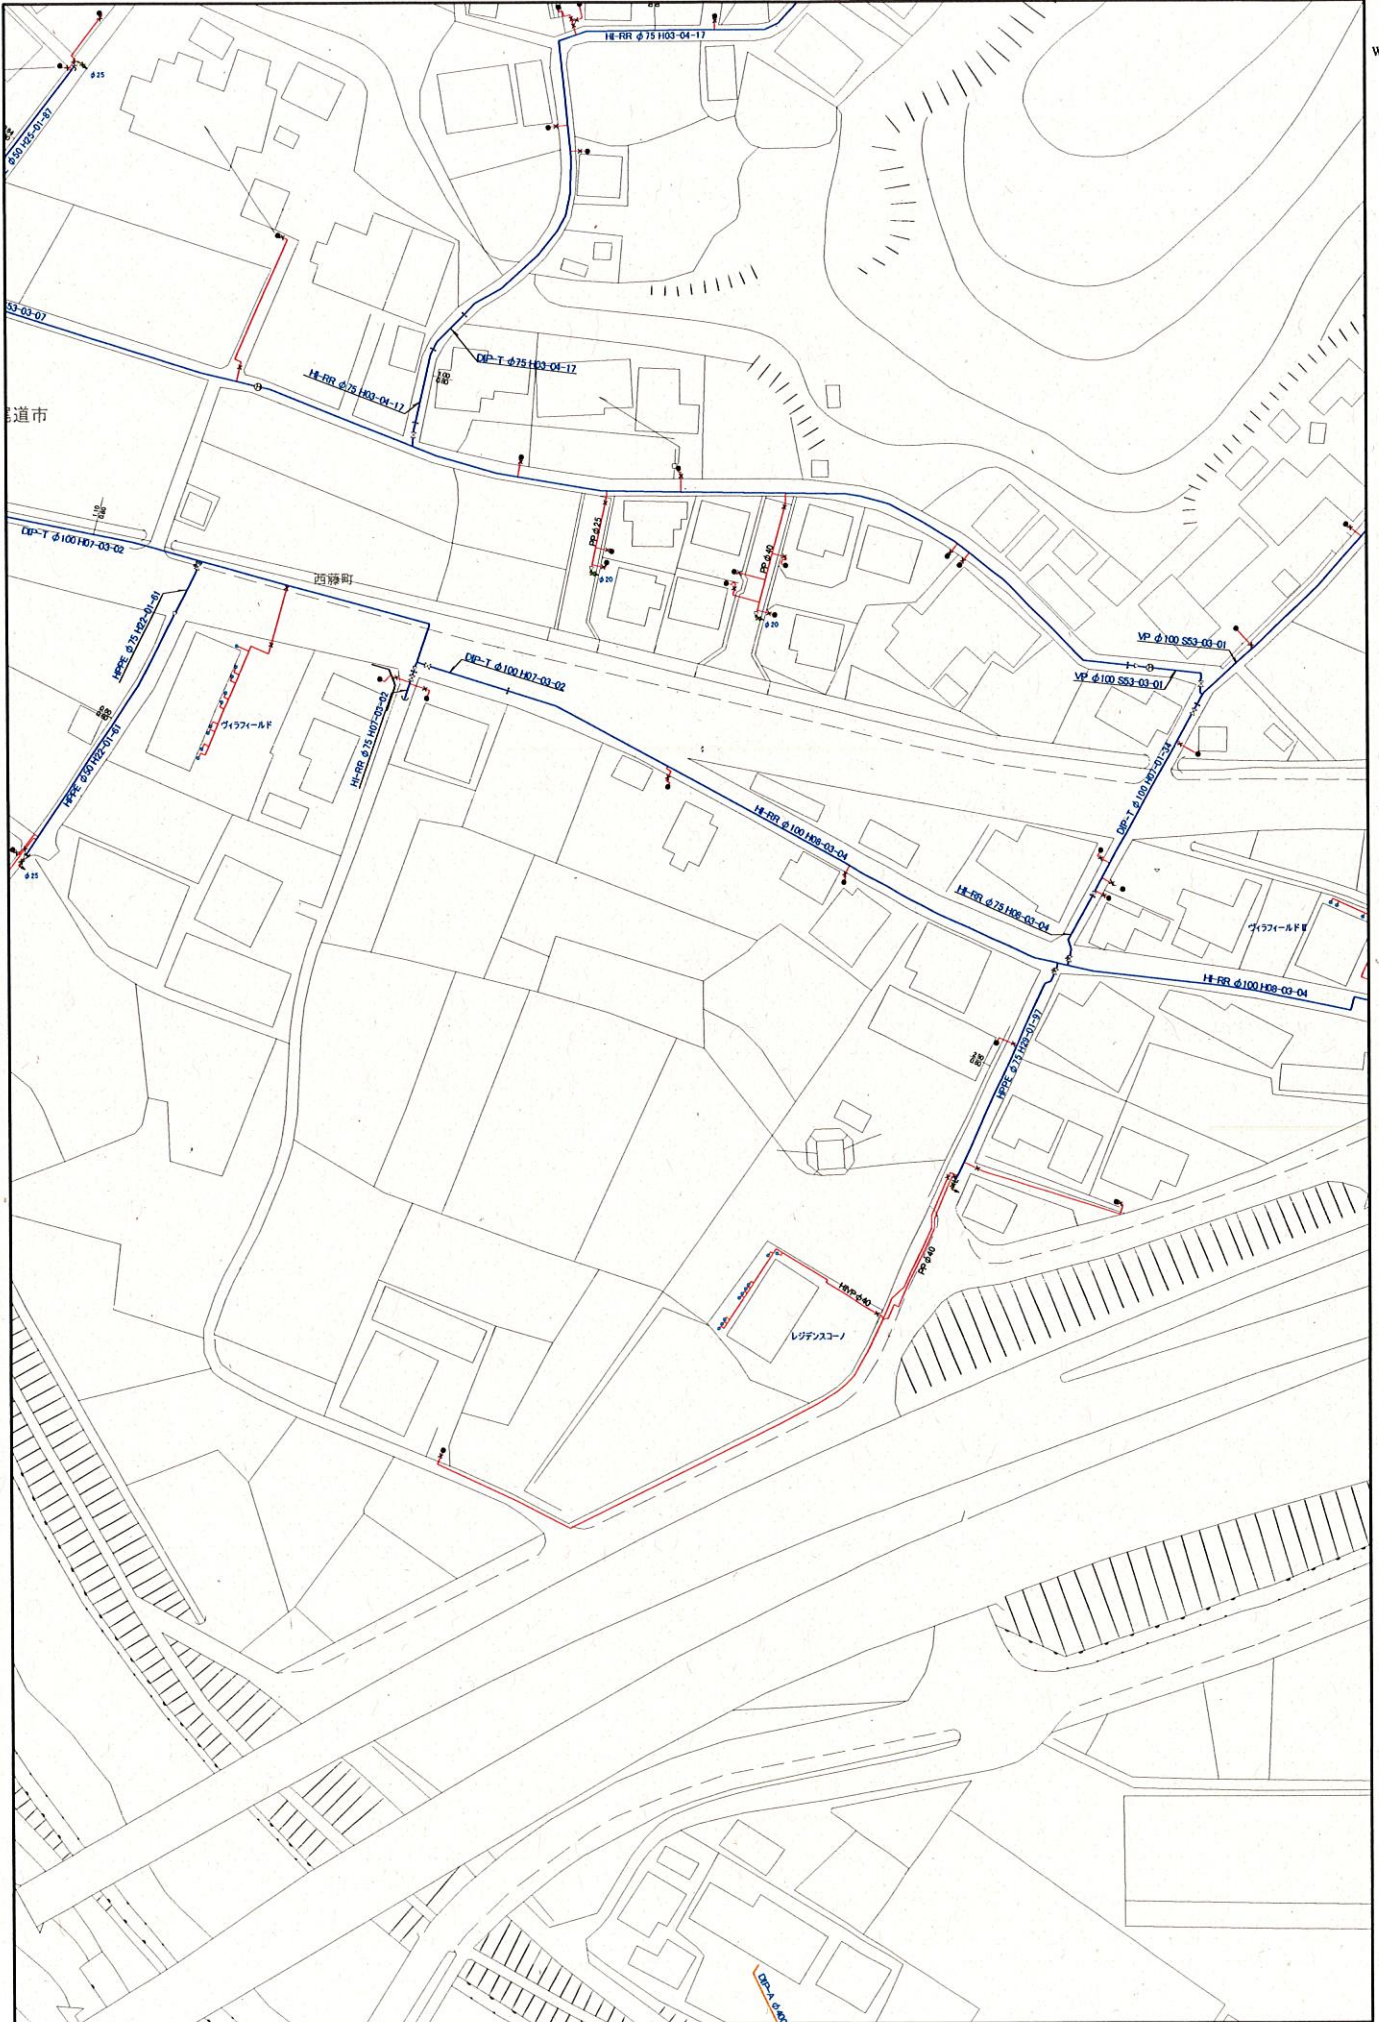 HI-RR φ75 H03-04-17
W
φ25
φ50 H25-01-87
53-03-07
DIP-T φ75 H03-04-17
HI-RR φ75 H03-04-17
道市
DIP-T φ100 H07-03-02
西藤町
PP φ25
PP φ40
φ20
φ20
HPPE φ75 H22-01-61
VP φ100 S53-03-01
VP φ100 S53-03-01
DIP-T φ100 H07-03-02
HI-RR φ75 H07-03-02
ヴィラフィールド
HPPE φ50 H22-01-61
DIP-T φ100 H07-01-34
HI-RR φ100 H08-03-04
φ25
HI-RR φ75 H08-03-04
ヴィラフィールドⅡ
HI-RR φ100 H08-03-04
HPPE φ75 H29-01-97
PP φ40
HIVP φ40
レジデンスコーノ
DIP-A φ400